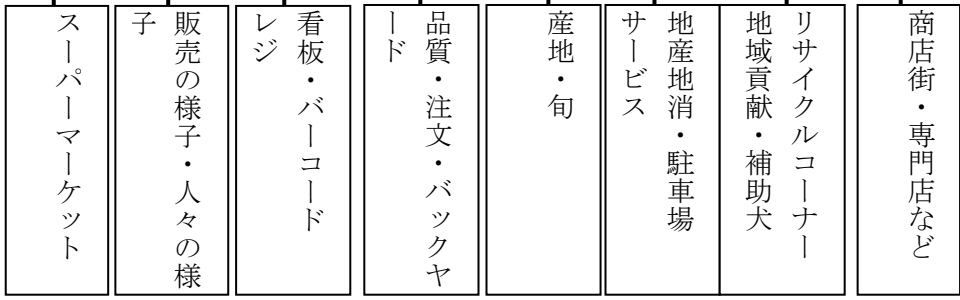 商店街・専門店など
リサイクルコーナー
地域貢献・補助犬
地産地消・駐車場
サービス
産地・旬
品質・注文・バックヤ
ード
看板・バーコード
レジ
販売の様子・人々の様
子
スーパーマーケット